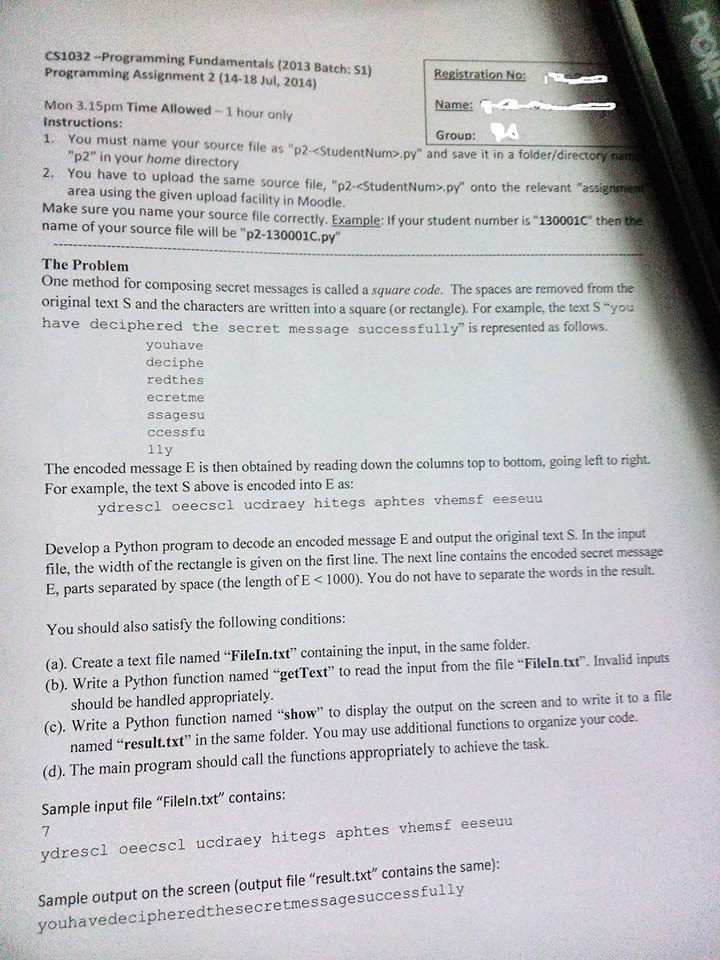 CS1032 –Programming Fundamentals (2013 Batch: S1)
Programming Assignment 2 (14-18 Jul, 2014)
Registration No:
Mon 3.15pm Time Allowed – 1 hour only
Name:
Instructions:
Group:
1. You must name your source file as "p2-<StudentNum>.py" and save it in a folder/directory
"p2" in your home directory
2. You have to upload the same source file, "p2-<StudentNum>.py" onto the relevant "assignment"
area using the given upload facility in Moodle.
Make sure you name your source file correctly. Example: If your student number is "130001C" then the
name of your source file will be "p2-130001C.py"
The Problem
One method for composing secret messages is called a square code. The spaces are removed from the
original text S and the characters are written into a square (or rectangle). For example, the text S “you
have deciphered the secret message successfully” is represented as follows.
youhave
deciphe
redthes
ecretme
ssagesu
ccessfu
lly
The encoded message E is then obtained by reading down the columns top to bottom, going left to right.
For example, the text S above is encoded into E as:
ydrescl oeecscl ucdraey hitegs aphtes vhemsf eeseuu
Develop a Python program to decode an encoded message E and output the original text S. In the input
file, the width of the rectangle is given on the first line. The next line contains the encoded secret message
E, parts separated by space (the length of E < 1000). You do not have to separate the words in the result.
You should also satisfy the following conditions:
(a). Create a text file named “FileIn.txt” containing the input, in the same folder.
(b). Write a Python function named “getText” to read the input from the file “FileIn.txt”. Invalid inputs
should be handled appropriately.
(c). Write a Python function named “show” to display the output on the screen and to write it to a file
named “result.txt” in the same folder. You may use additional functions to organize your code.
(d). The main program should call the functions appropriately to achieve the task.
Sample input file “FileIn.txt” contains:
7
ydrescl oeecscl ucdraey hitegs aphtes vhemsf eeseuu
Sample output on the screen (output file “result.txt” contains the same):
youhavedecipheredthesecretmessagesuccessfully